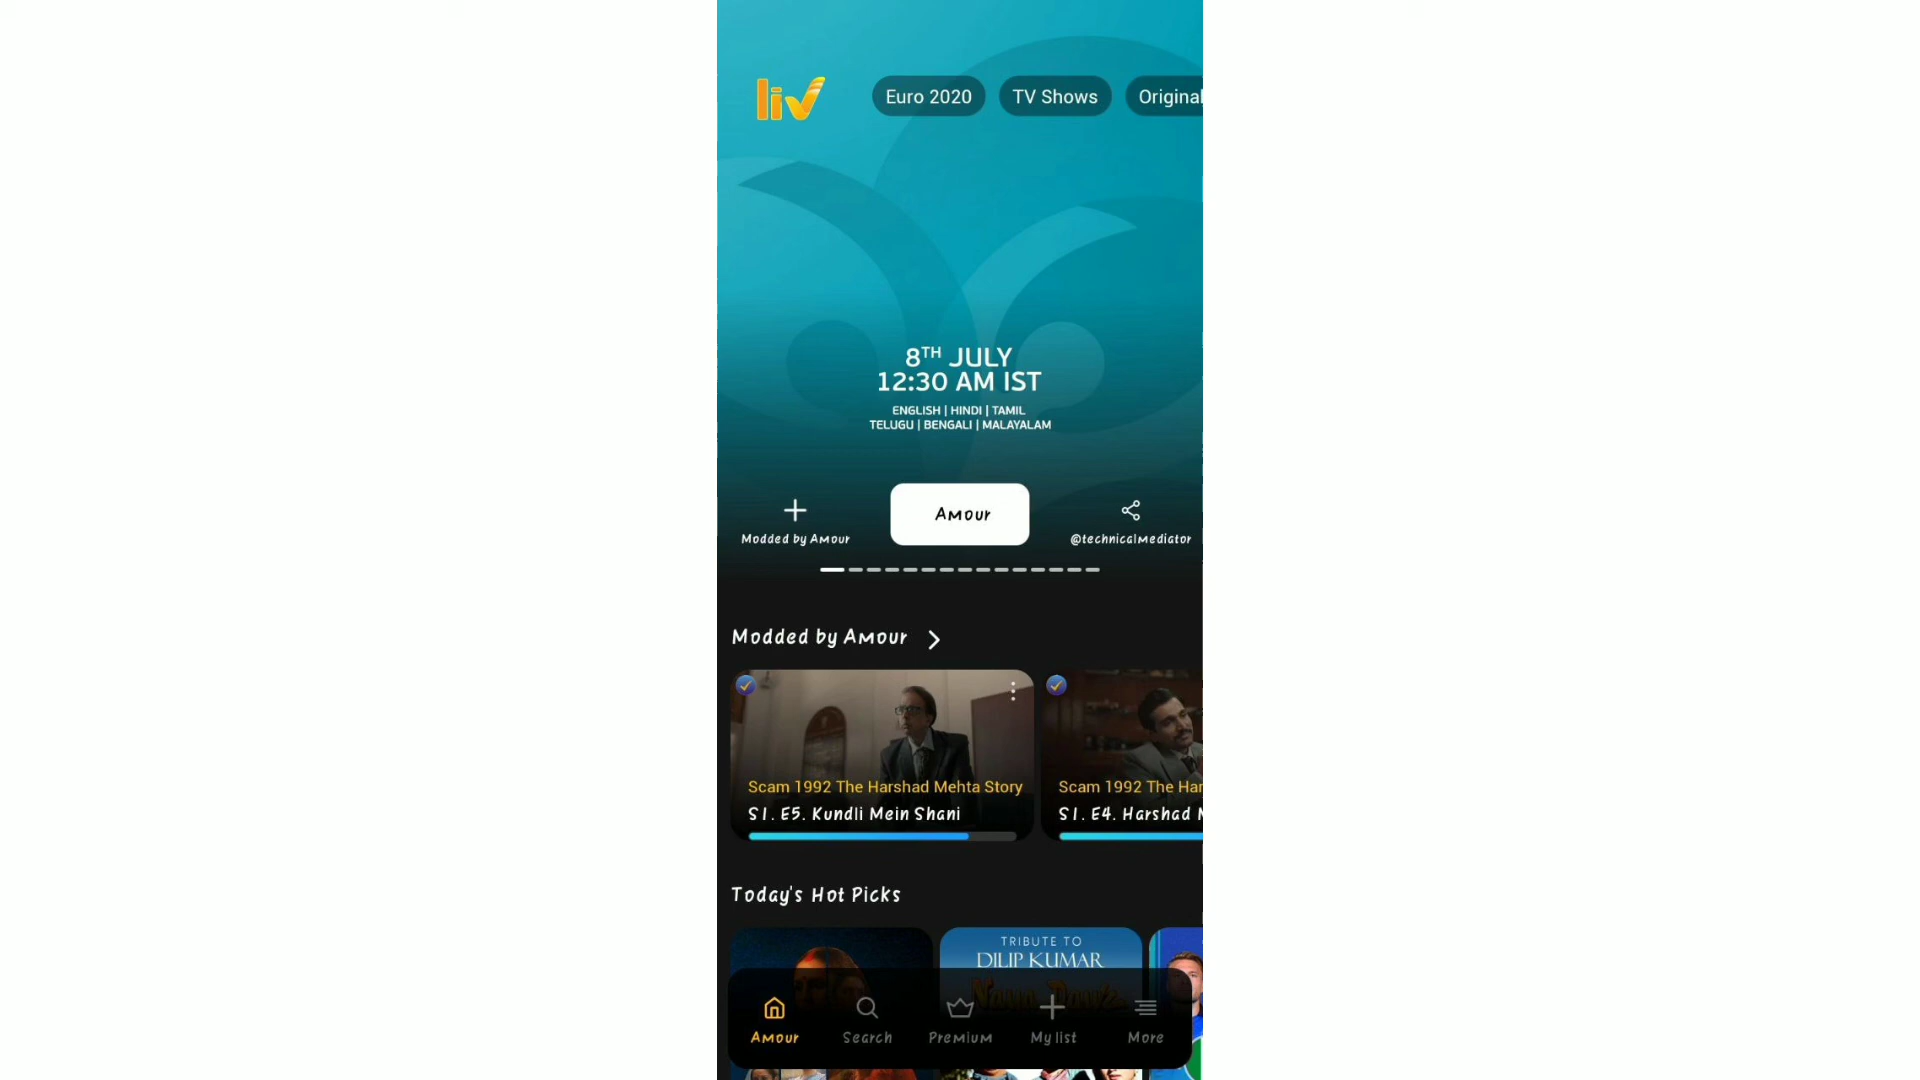 liv
Euro 2020
TV Shows
Original
8TH JULY
12:30 AM IST
ENGLISH | HINDI | TAMIL
TELUGU | BENGALI | MALAYALAM
Modded by Amour
Amour
@technicalmediator
Modded by Amour
Scam 1992 The Harshad Mehta Story
S1. E5. Kundli Mein Shani
Scam 1992 The Har
S1. E4. Harshad
Today's Hot Picks
TRIBUTE TO
DILIP KUMAR
Amour
Search
Premium
My list
More